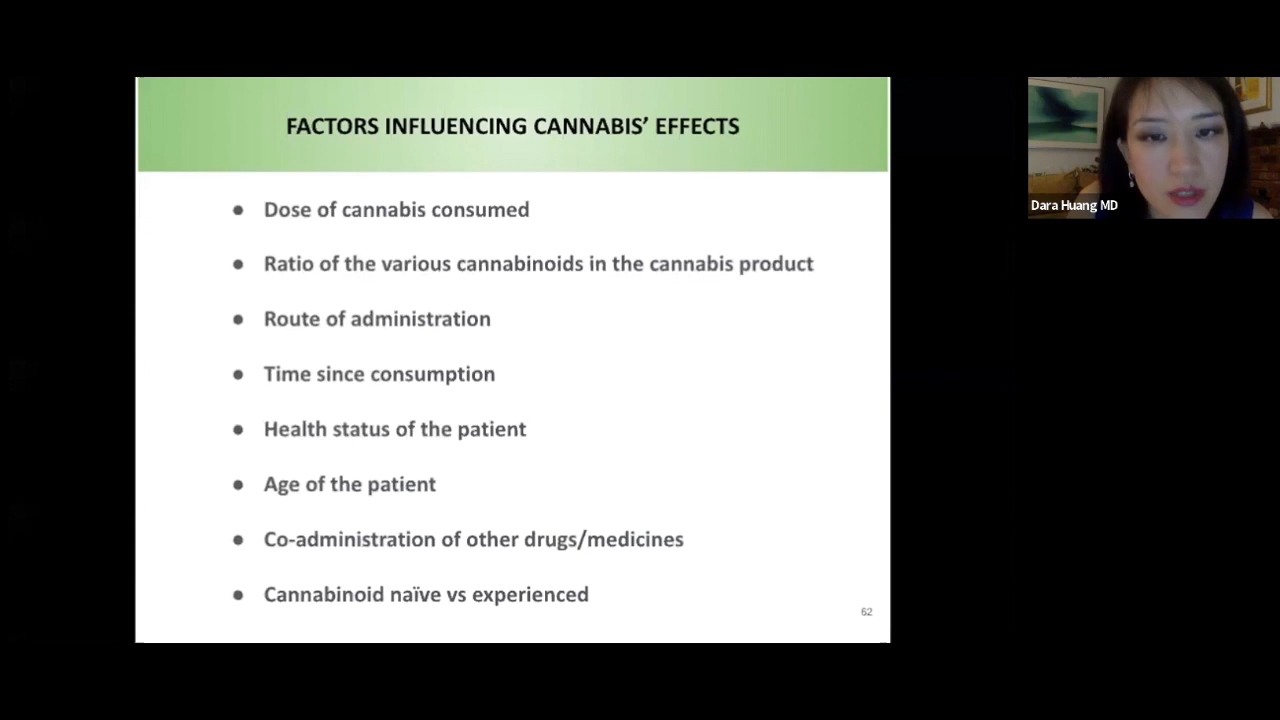 FACTORS INFLUENCING CANNABIS' EFFECTS
● Dose of cannabis consumed
● Ratio of the various cannabinoids in the cannabis product
● Route of administration
● Time since consumption
● Health status of the patient
● Age of the patient
● Co-administration of other drugs/medicines
● Cannabinoid naïve vs experienced
62
Dara Huang MD